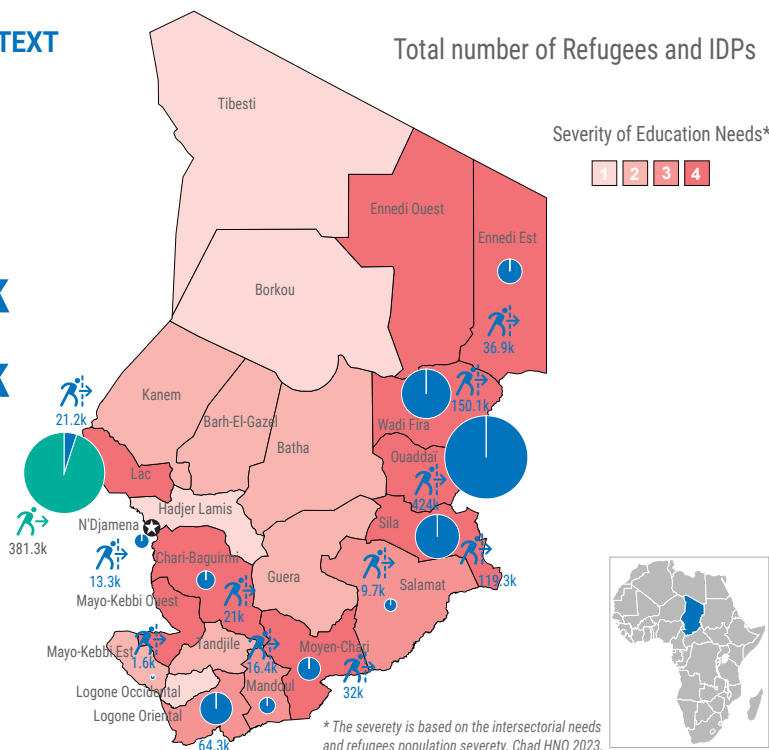 TEXT
Total number of Refugees and IDPs
Severity of Education Needs*
1 2 3 4
Tibesti
Ennedi Ouest
Ennedi Est
36.9k
Borkou
K
K
21.2k
Kanem
Barh-El-Gazel
Batha
150.1k
Wadi Fira
Ouaddaï
424k
Lac
381.3k
Hadjer Lamis
N'Djamena
13.3k
Sila
119.3k
Chari-Baguirmi
21k
Guera
9.7k
Salamat
Mayo-Kebbi Ouest
Mayo-Kebbi Est
1.6k
Tandjile
16.4k
Moyen-Chari
32k
Logone Occidental
Mandoul
Logone Oriental
64.3k
* The severety is based on the intersectorial needs
and refugees population severity, Chad HNO 2023.